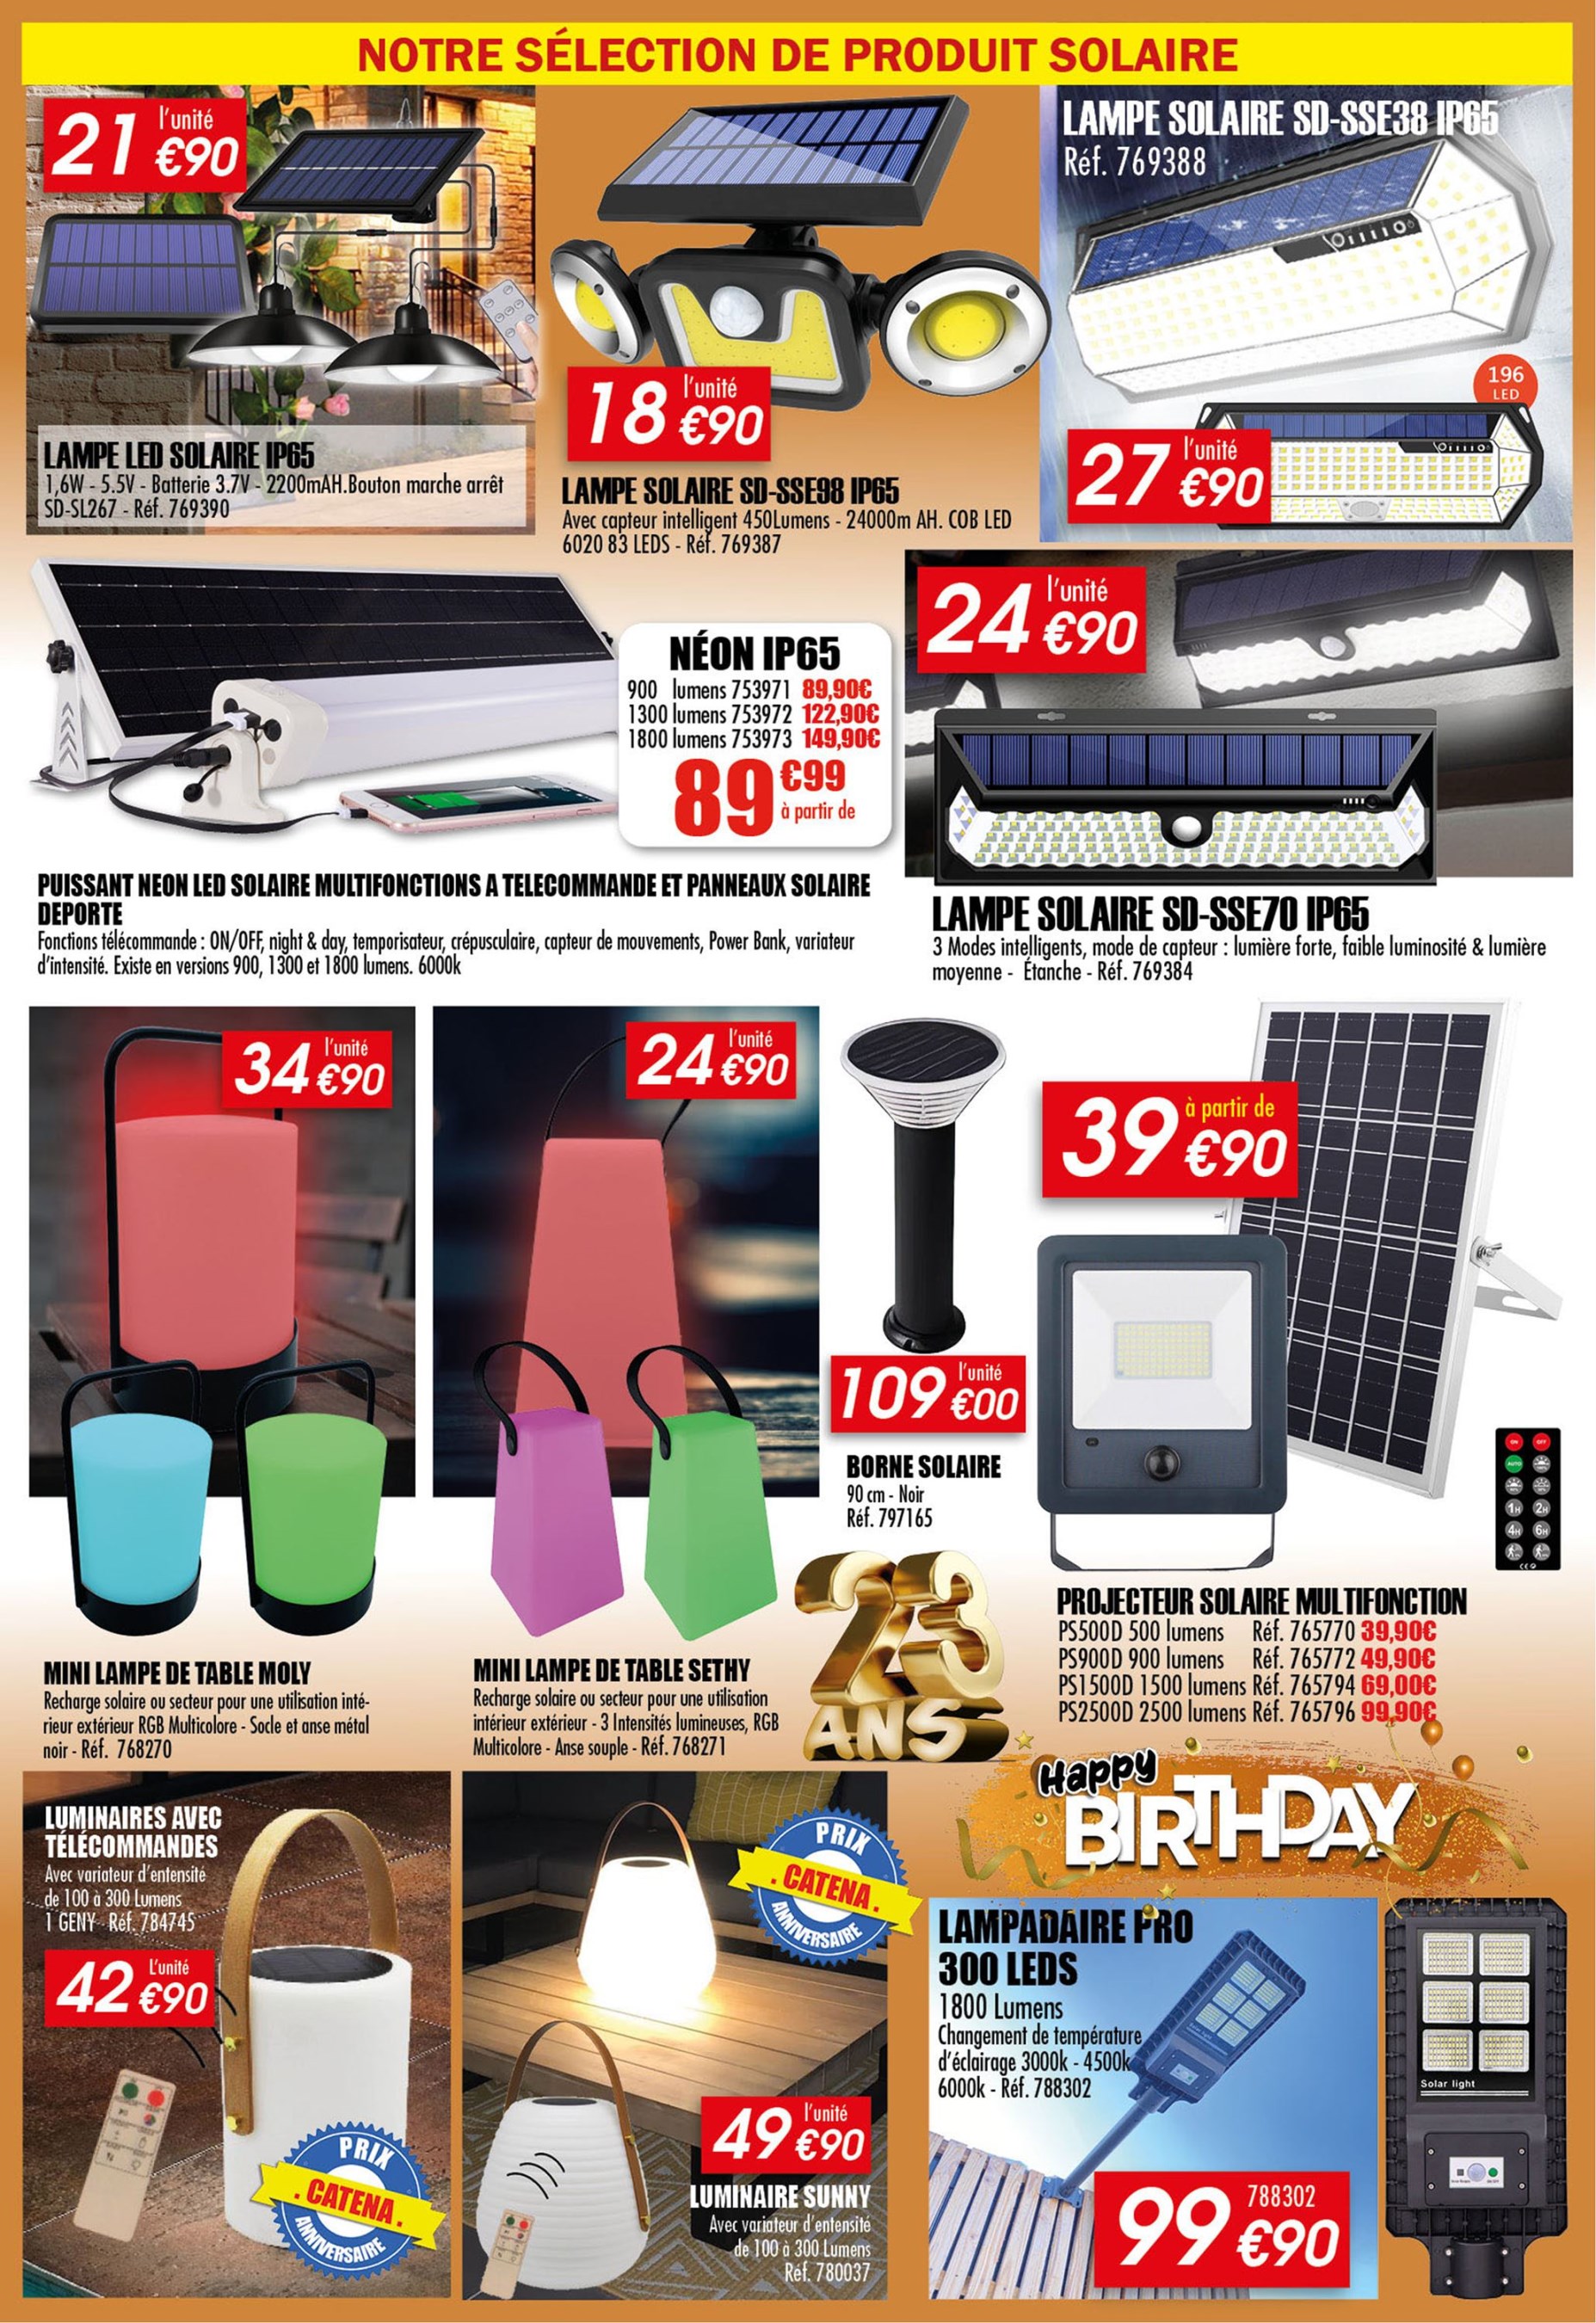 NOTRE SÉLECTION DE PRODUIT SOLAIRE
21 €90 l'unité
LAMPE LED SOLAIRE IP65
1,6W - 5.5V - Batterie 3.7V - 2200mAH.Bouton marche arrêt
SD-SL267 - Réf. 769390
18 €90 l'unité
LAMPE SOLAIRE SD-SSE98 IP65
Avec capteur intelligent 450Lumens - 24000m AH. COB LED
6020 83 LEDS - Réf. 769387
LAMPE SOLAIRE SD-SSE38 IP65
Réf. 769388
196
LED
27 €90 l'unité
NÉON IP65
900 lumens 753971 89,90€
1300 lumens 753972 122,90€
1800 lumens 753973 149,90€
89 €99
à partir de
PUISSANT NEON LED SOLAIRE MULTIFONCTIONS A TELECOMMANDE ET PANNEAUX SOLAIRE
DEPORTE
Fonctions télécommande : ON/OFF, night & day, temporisateur, crépusculaire, capteur de mouvements, Power Bank, variateur
d'intensité. Existe en versions 900, 1300 et 1800 lumens. 6000k
24 €90 l'unité
LAMPE SOLAIRE SD-SSE70 IP65
3 Modes intelligents, mode de capteur : lumière forte, faible luminosité & lumière
moyenne - Étanche - Réf. 769384
34 €90 l'unité
MINI LAMPE DE TABLE MOLY
Recharge solaire ou secteur pour une utilisation inté-
rieur extérieur RGB Multicolore - Socle et anse métal
noir - Réf. 768270
24 €90 l'unité
MINI LAMPE DE TABLE SETHY
Recharge solaire ou secteur pour une utilisation
intérieur extérieur - 3 Intensités lumineuses, RGB
Multicolore - Anse souple - Réf. 768271
109 €00 l'unité
BORNE SOLAIRE
90 cm - Noir
Réf. 797165
39 €90 à partir de
ON OFF
AUTO
1H 2H
4H 6H
PROJECTEUR SOLAIRE MULTIFONCTION
PS500D 500 lumens Réf. 765770 39,90€
PS900D 900 lumens Réf. 765772 49,90€
PS1500D 1500 lumens Réf. 765794 69,00€
PS2500D 2500 lumens Réf. 765796 99,90€
23
ANS
Happy
BIRTHDAY
LUMINAIRES AVEC
TÉLÉCOMMANDES
Avec variateur d'entensité
de 100 à 300 Lumens
1 GENY - Réf. 784745
42 €90 L'unité
PRIX
. CATENA .
ANNIVERSAIRE
PRIX
. CATENA .
ANNIVERSAIRE
49 €90 l'unité
LUMINAIRE SUNNY
Avec variateur d'entensité
de 100 à 300 Lumens
Réf. 780037
LAMPADAIRE PRO
300 LEDS
1800 Lumens
Changement de température
d'éclairage 3000k - 4500k
6000k - Réf. 788302
Solar light
99 €90 788302